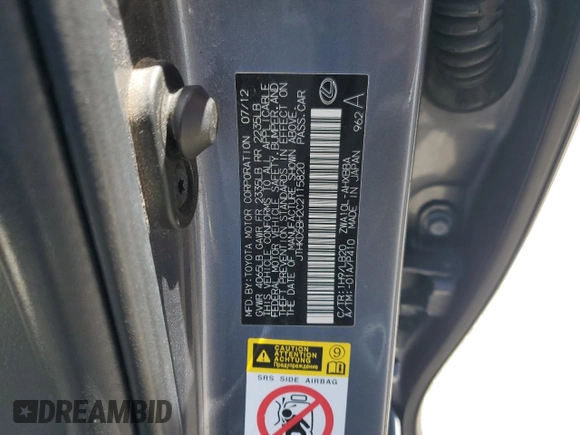 MFD.BY:TOYOTA MOTOR CORPORATION 07/12
GVWR 4065LB GAWR FR 2335LB RR 2235LB
THIS VEHICLE CONFORMS TO ALL APPLICABLE
FEDERAL MOTOR VEHICLE SAFETY, BUMPER, AND
THEFT PREVENTION STANDARDS IN EFFECT ON
THE DATE OF MANUFACTURE SHOWN ABOVE.
JTHKD5BH2C2115820 PASS.CAR
C/TR:1H9/LB20 ZWA10L-AHXGBA
A/TM:-01A/P410 MADE IN JAPAN
962 A
CAUTION
ATTENTION
ACHTUNG
Предупреждение
9
SRS SIDE AIRBAG
DREAMBID